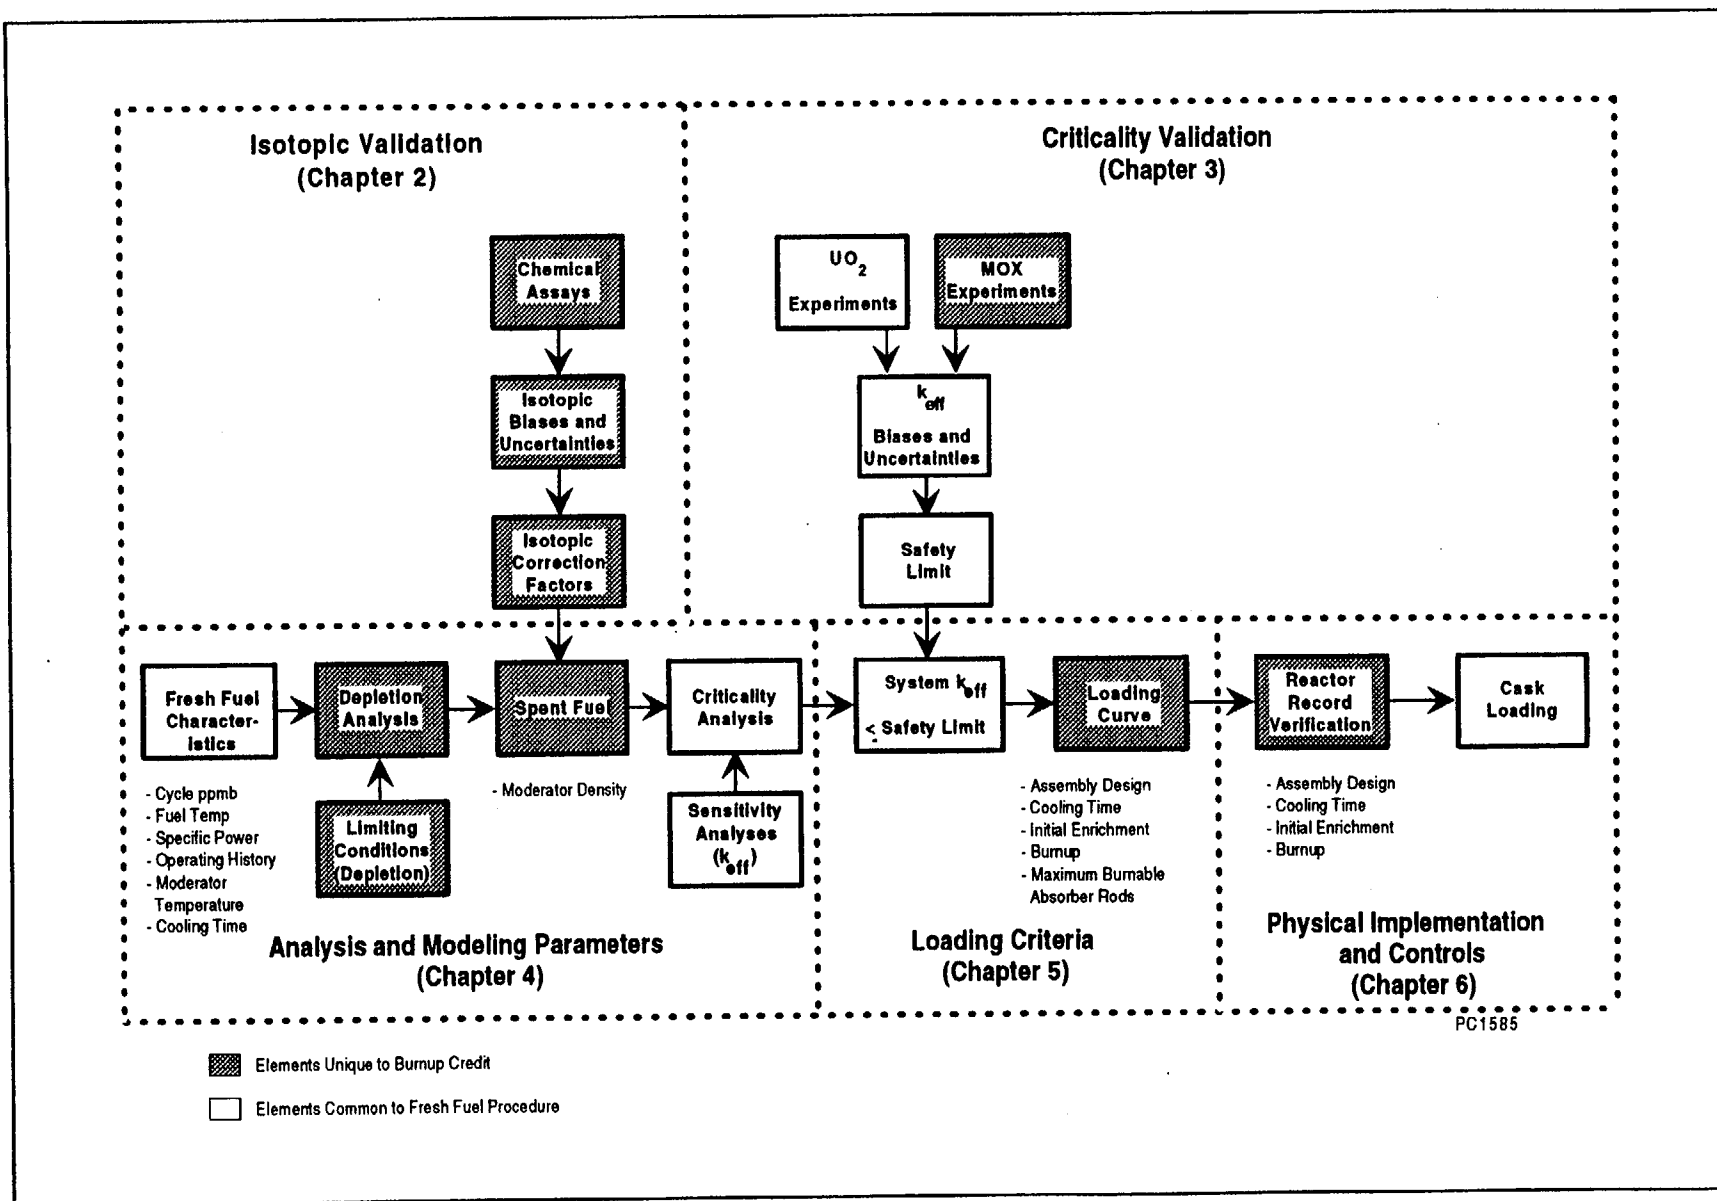 Isotopic Validation
(Chapter 2)
Criticality Validation
(Chapter 3)
Chemical
Assays
UO2
Experiments
MOX
Experiments
Isotopic
Biases and
Uncertainties
keff
Biases and
Uncertainties
Isotopic
Correction
Factors
Safety
Limit
Fresh Fuel
Character-
istics
Depletion
Analysis
Spent Fuel
Criticality
Analysis
System keff
≤ Safety Limit
Loading
Curve
Reactor
Record
Verification
Cask
Loading
- Cycle ppmb
- Fuel Temp
- Specific Power
- Operating History
- Moderator
Temperature
- Cooling Time
Limiting
Conditions
(Depletion)
- Moderator Density
Sensitivity
Analyses
(keff)
- Assembly Design
- Cooling Time
- Initial Enrichment
- Burnup
- Maximum Burnable
Absorber Rods
- Assembly Design
- Cooling Time
- Initial Enrichment
- Burnup
Analysis and Modeling Parameters
(Chapter 4)
Loading Criteria
(Chapter 5)
Physical Implementation
and Controls
(Chapter 6)
PC1585
Elements Unique to Burnup Credit
Elements Common to Fresh Fuel Procedure